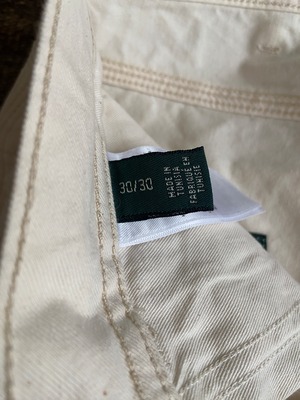 30/30
MADE IN
TUNISIA
FABRIQUÉ EN
TUNISIE